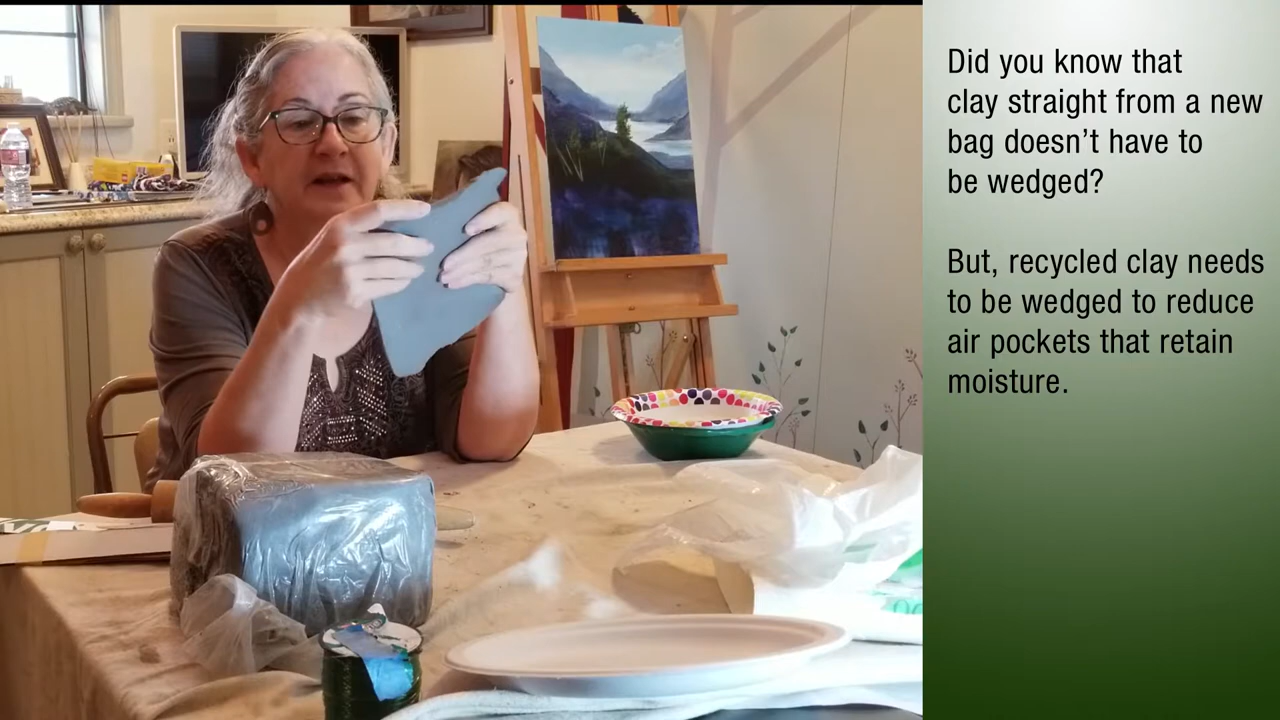 Did you know that
clay straight from a new
bag doesn’t have to
be wedged?
But, recycled clay needs
to be wedged to reduce
air pockets that retain
moisture.